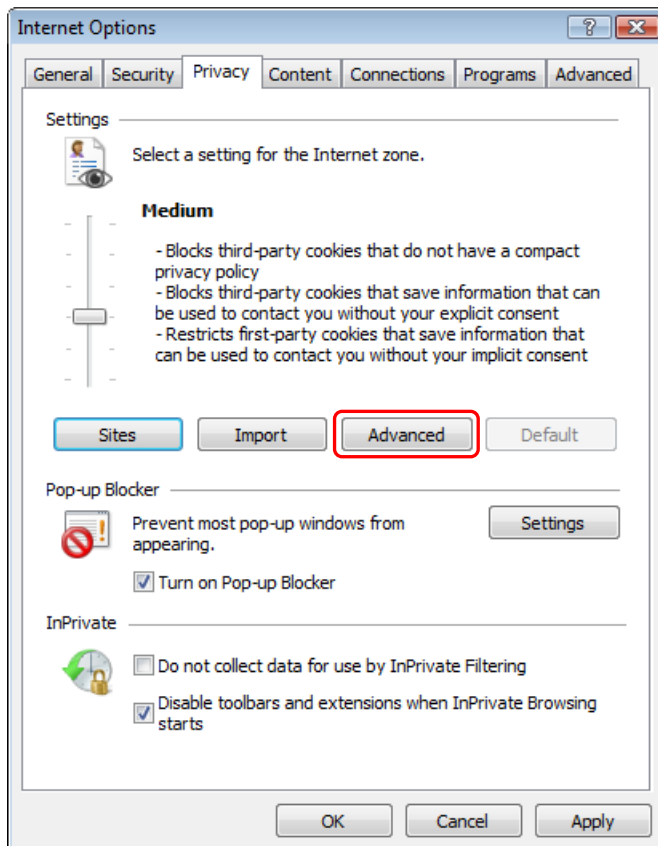 Internet Options
General Security Privacy Content Connections Programs Advanced
Settings
Select a setting for the Internet zone.
Medium
- Blocks third-party cookies that do not have a compact
privacy policy
- Blocks third-party cookies that save information that can
be used to contact you without your explicit consent
- Restricts first-party cookies that save information that
can be used to contact you without your implicit consent
Sites Import Advanced Default
Pop-up Blocker
Prevent most pop-up windows from
appearing.
Settings
Turn on Pop-up Blocker
InPrivate
Do not collect data for use by InPrivate Filtering
Disable toolbars and extensions when InPrivate Browsing
starts
OK Cancel Apply